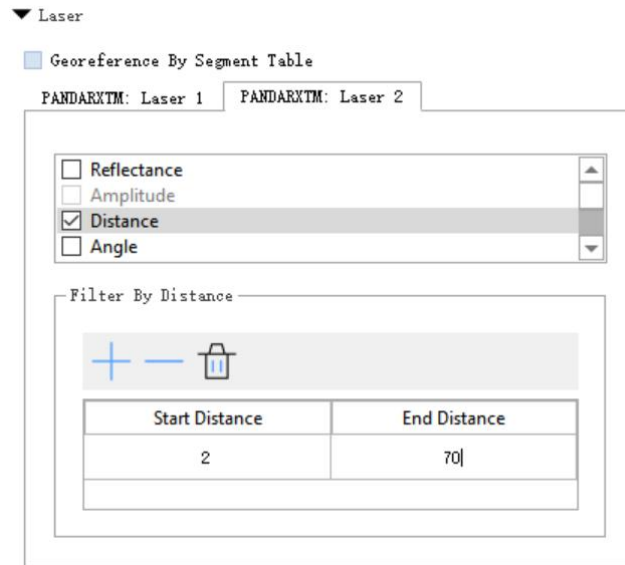 Laser
Georeference By Segment Table
PANDARXTM: Laser 1 PANDARXTM: Laser 2
Reflectance
Amplitude
Distance
Angle
Filter By Distance
Start Distance End Distance
2 70